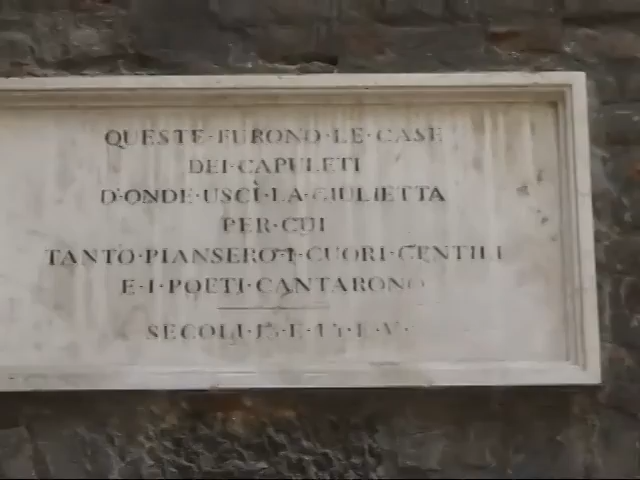 QUESTE·FURONO·LE·CASE
DEI·CAPULETI
D'ONDE·USCÌ·LA·GIULIETTA
PER·CUI
TANTO·PIANSERO·I·CUORI·GENTILI
E·I·POETI·CANTARONO
SECOLI·E·E·V·